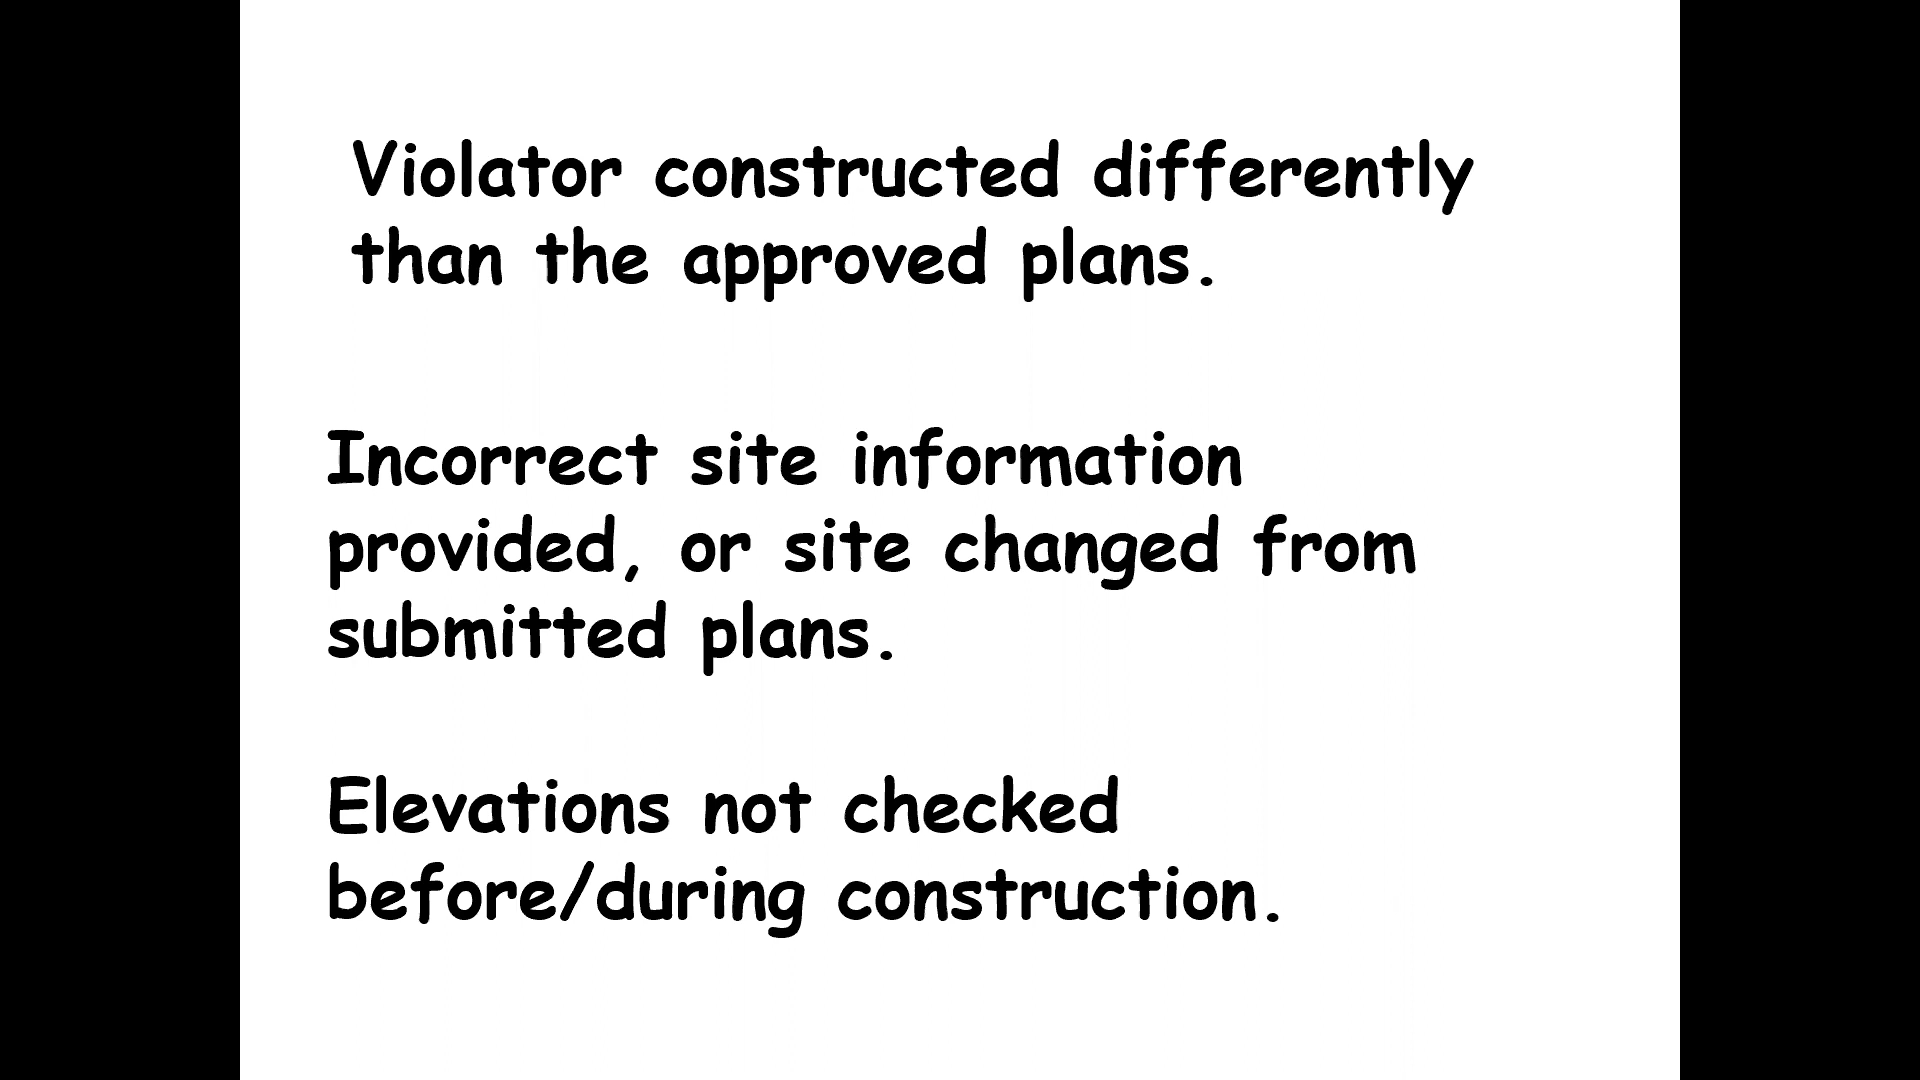 Violator constructed differently
than the approved plans.
Incorrect site information
provided, or site changed from
submitted plans.
Elevations not checked
before/during construction.